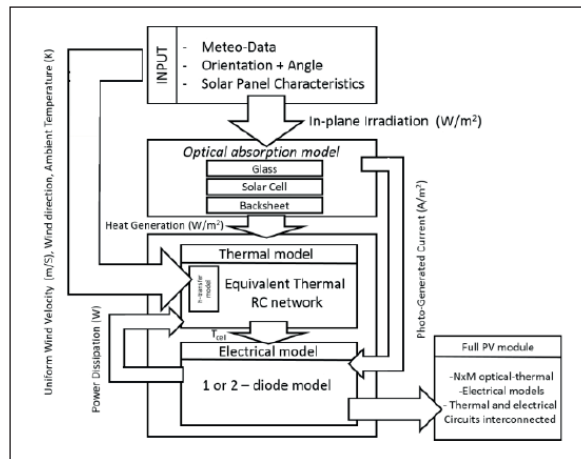 INPUT
- Meteo-Data
- Orientation + Angle
- Solar Panel Characteristics
In-plane Irradiation (W/m²)
Optical absorption model
Glass
Solar Cell
Backsheet
Heat Generation (W/m²)
Thermal model
h-transfer
model
Equivalent Thermal
RC network
Tcell
Electrical model
1 or 2 – diode model
Uniform Wind Velocity (m/S), Wind direction, Ambient Temperature (K)
Power Dissipation (W)
Photo-Generated Current (A/m²)
Full PV module
-NxM optical-thermal
-Electrical models
- Thermal and electrical
Circuits interconnected